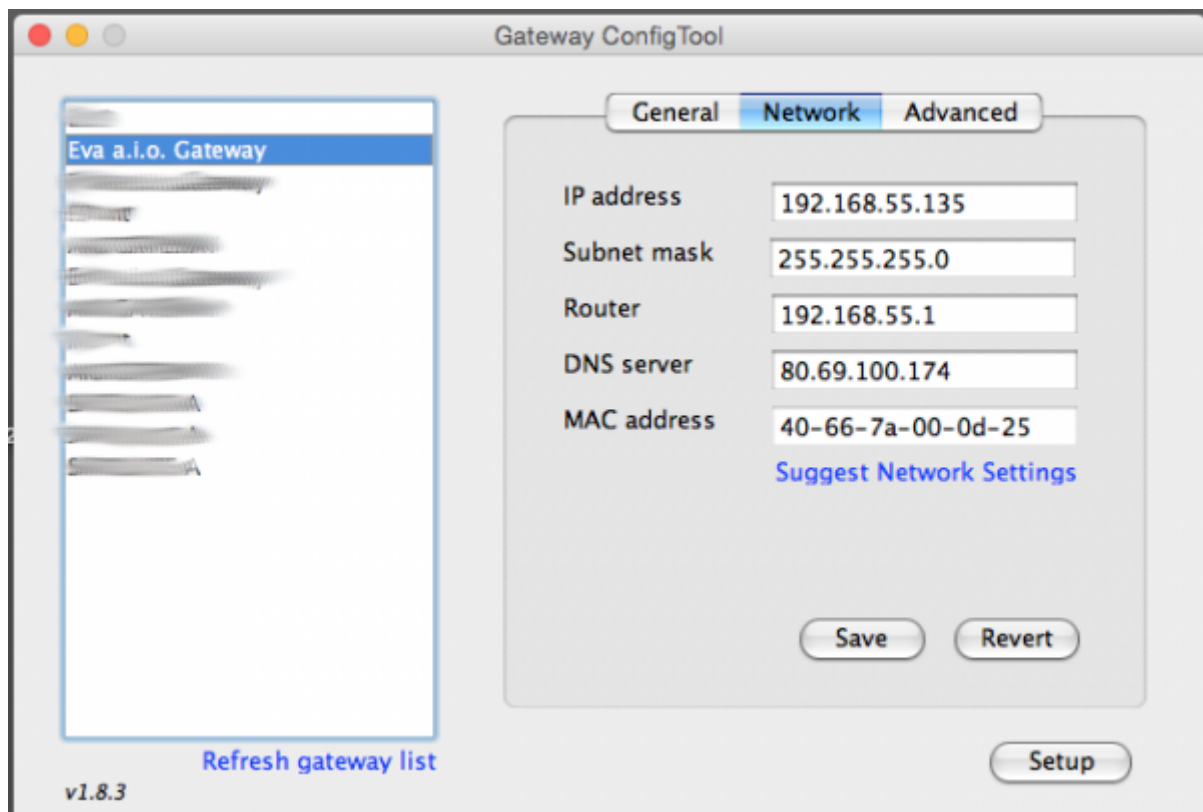 Gateway ConfigTool
Eva a.i.o. Gateway
Refresh gateway list
v1.8.3
General Network Advanced
IP address 192.168.55.135
Subnet mask 255.255.255.0
Router 192.168.55.1
DNS server 80.69.100.174
MAC address 40-66-7a-00-0d-25
Suggest Network Settings
Save Revert
Setup